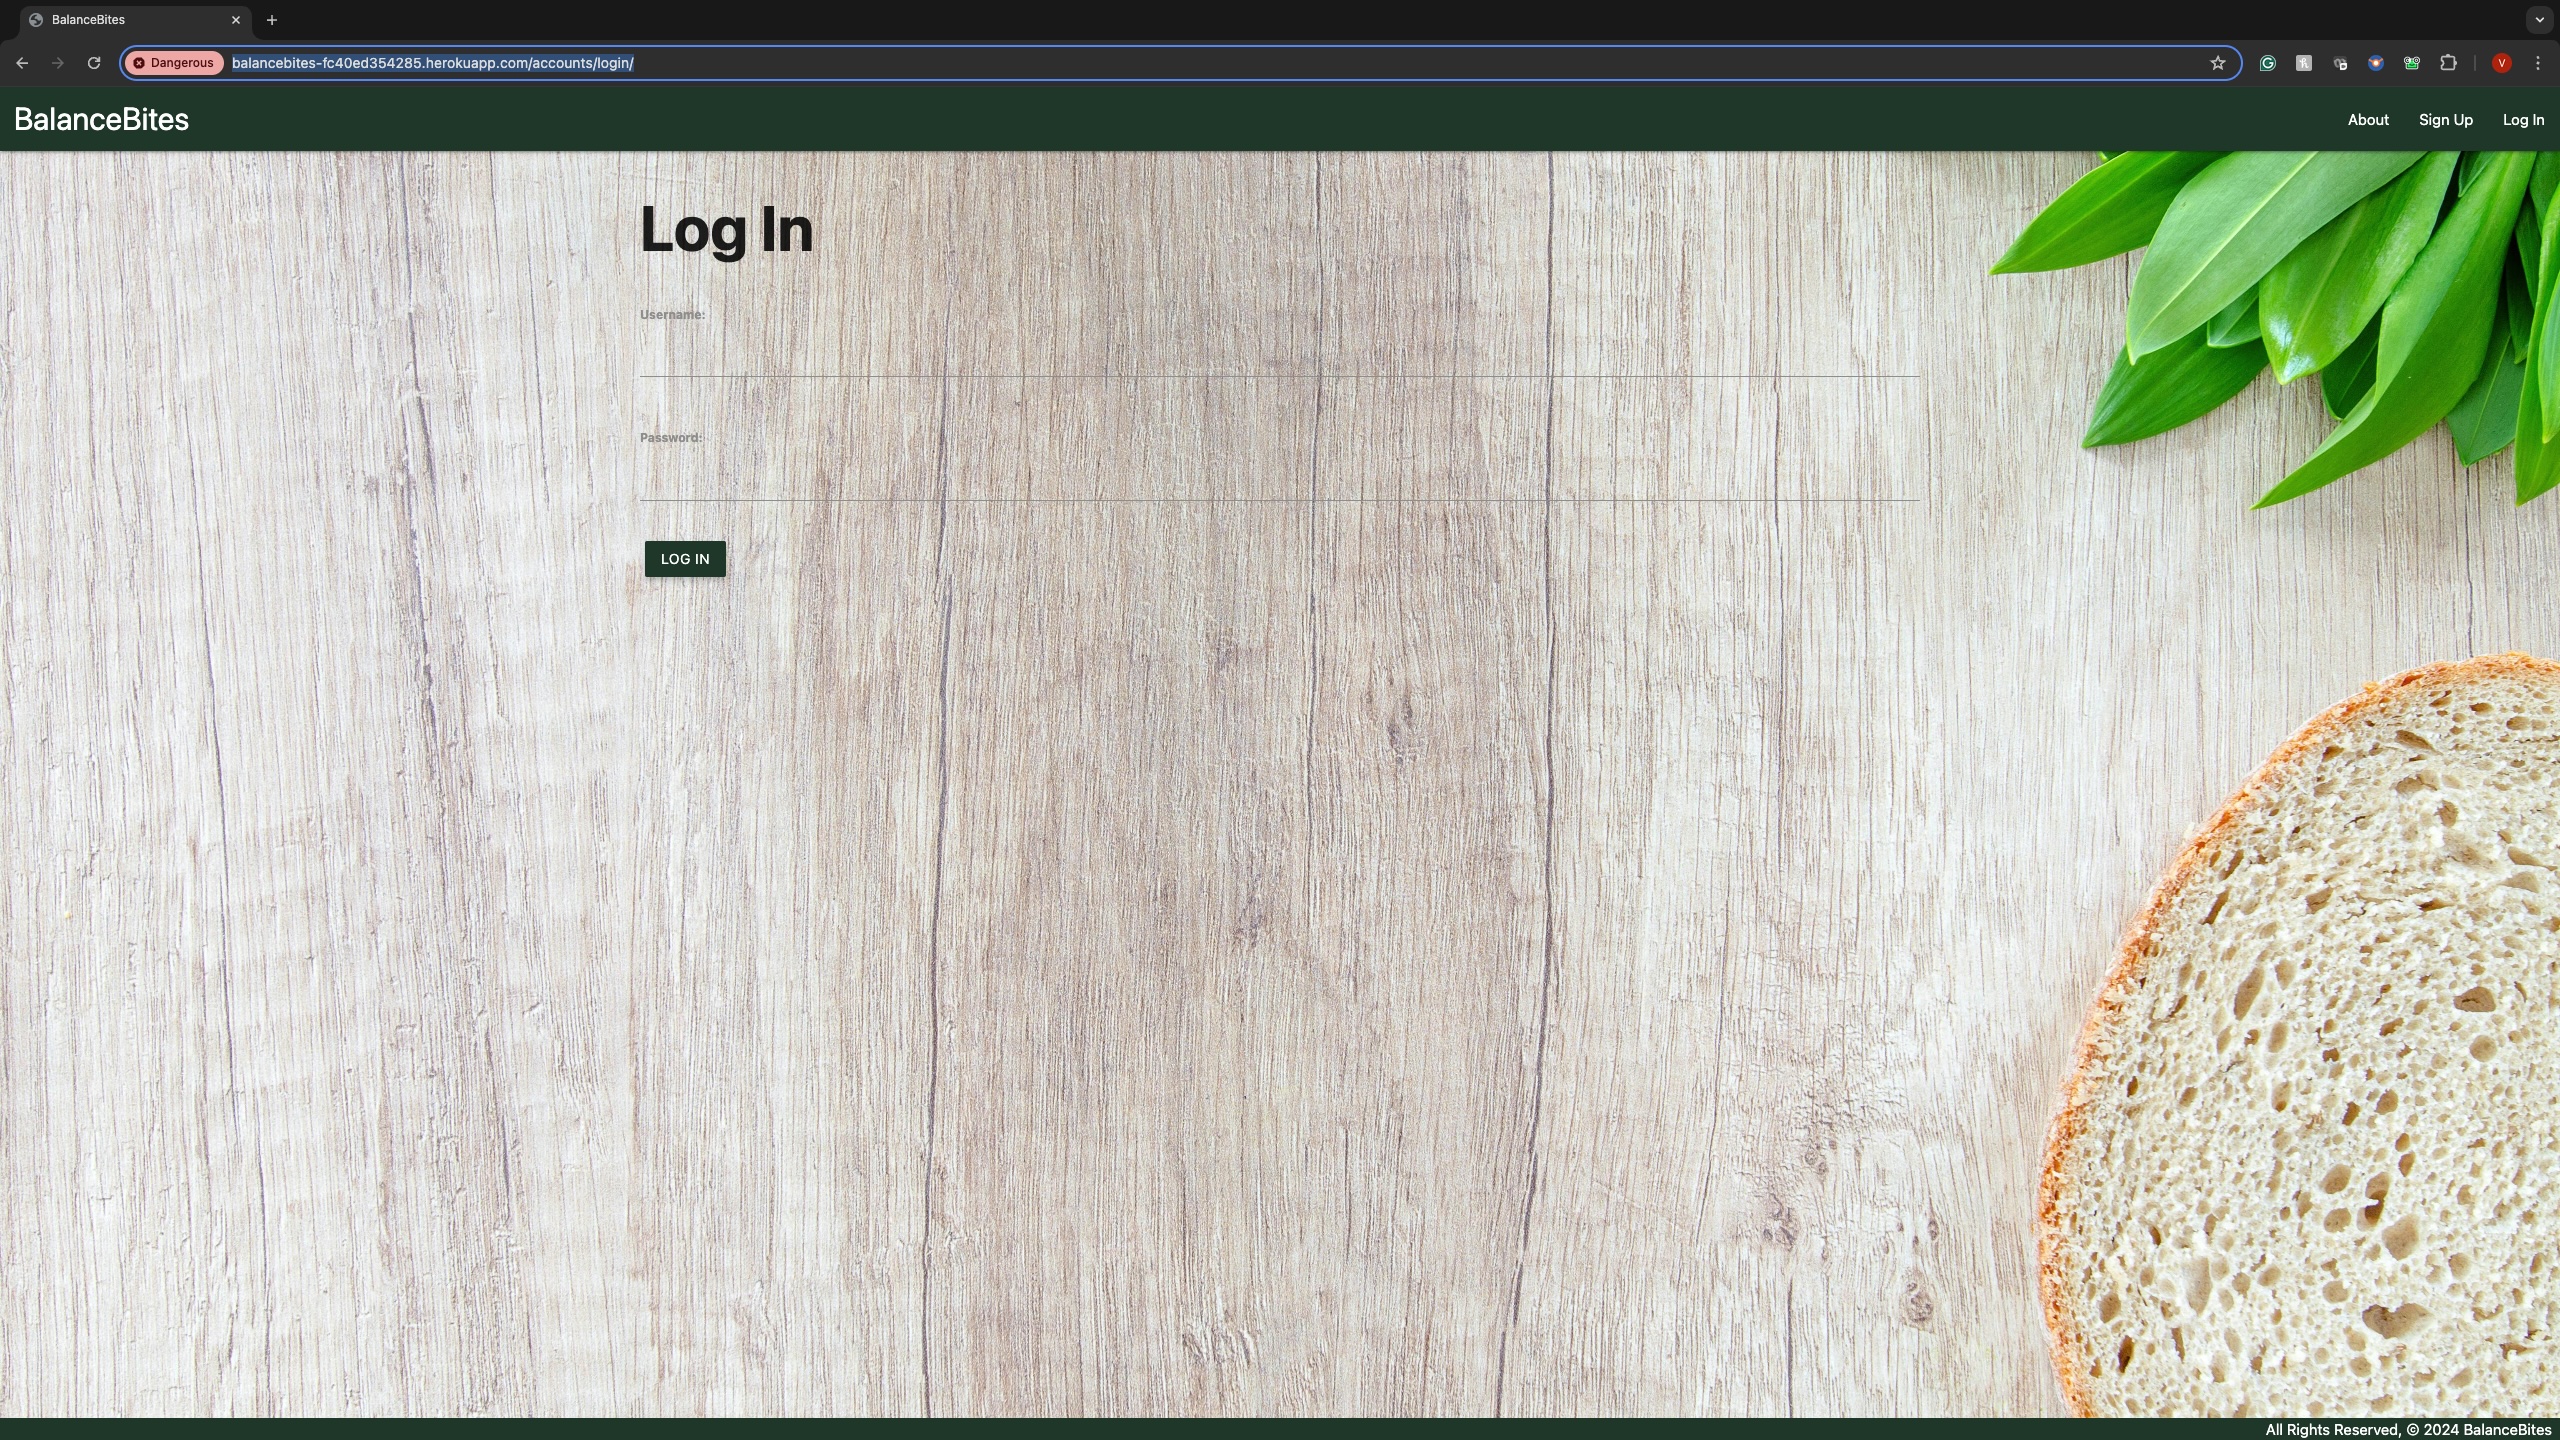 BalanceBites
Dangerous
balancebites-fc40ed354285.herokuapp.com/accounts/login/
V
BalanceBites
About
Sign Up
Log In
Log In
Username:
Password:
LOG IN
All Rights Reserved, © 2024 BalanceBites